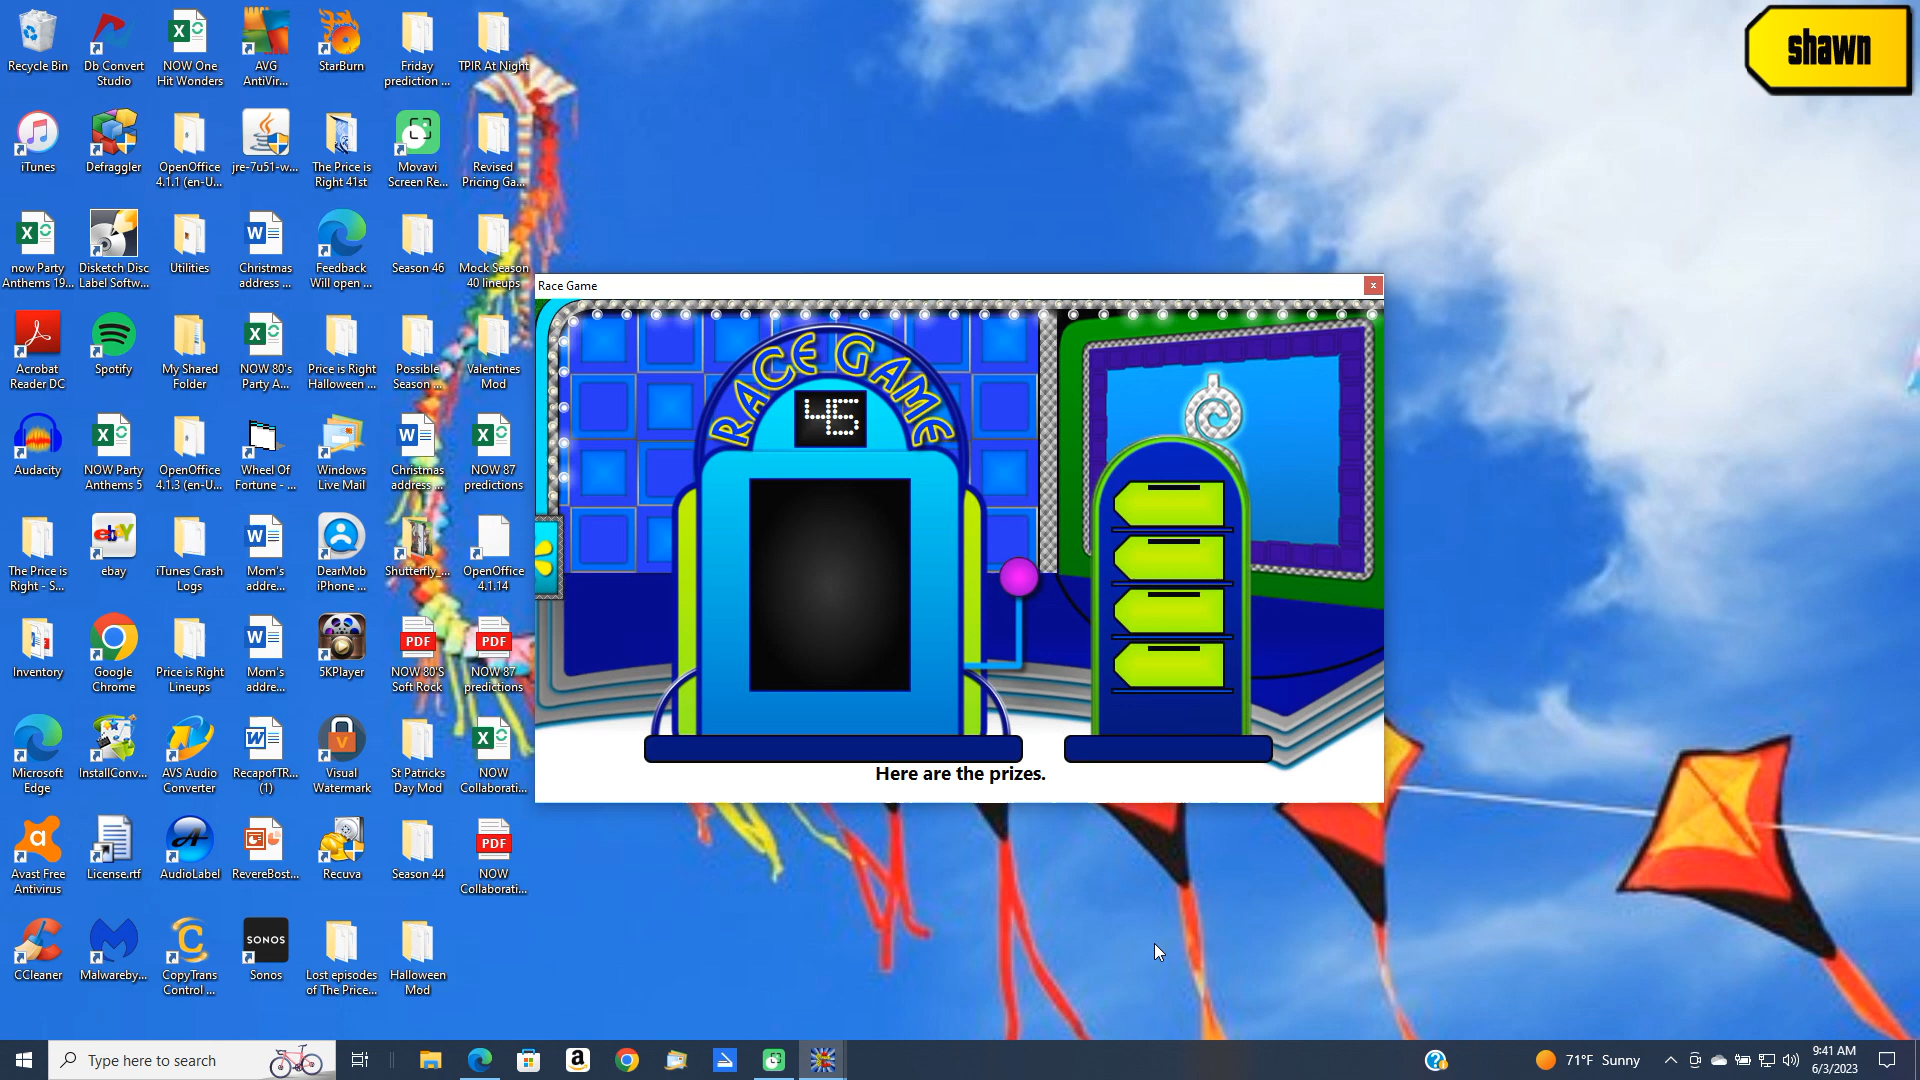 Recycle Bin
Db Convert
Studio
NOW One
Hit Wonders
AVG
AntiVir...
StarBurn
Friday
prediction ...
TPIR At Night
shawn
iTunes
Defraggler
OpenOffice
4.1.1 (en-U...
jre-7u51-w...
The Price is
Right 41st
Movavi
Screen Re...
Revised
Pricing Ga...
now Party
Anthems 19...
Disketch Disc
Label Softw...
Utilities
Christmas
address ...
Feedback
Will open ...
Season 46
Mock Season
40 lineups
Acrobat
Reader DC
Spotify
My Shared
Folder
NOW 80's
Party A...
Price is Right
Halloween ...
Possible
Season ...
Valentines
Mod
Audacity
NOW Party
Anthems 5
OpenOffice
4.1.3 (en-U...
Wheel Of
Fortune - ...
Windows
Live Mail
Christmas
address ...
NOW 87
predictions
The Price is
Right - S...
ebay
iTunes Crash
Logs
Mom's
addre...
DearMob
iPhone ...
Shutterfly_...
OpenOffice
4.1.14
Inventory
Google
Chrome
Price is Right
Lineups
Mom's
addre...
5KPlayer
PDF
NOW 80'S
Soft Rock
PDF
NOW 87
predictions
Microsoft
Edge
InstallConv...
AVS Audio
Converter
RecapofTR...
(1)
Visual
Watermark
St Patricks
Day Mod
NOW
Collaborati...
Avast Free
Antivirus
License.rtf
AudioLabel
RevereBost...
Recuva
Season 44
PDF
NOW
Collaborati...
CCleaner
Malwareby...
CopyTrans
Control ...
SONOS
Sonos
Lost episodes
of The Price...
Halloween
Mod
Race Game
RACE GAME
45
Here are the prizes.
Type here to search
71°F Sunny
9:41 AM
6/3/2023